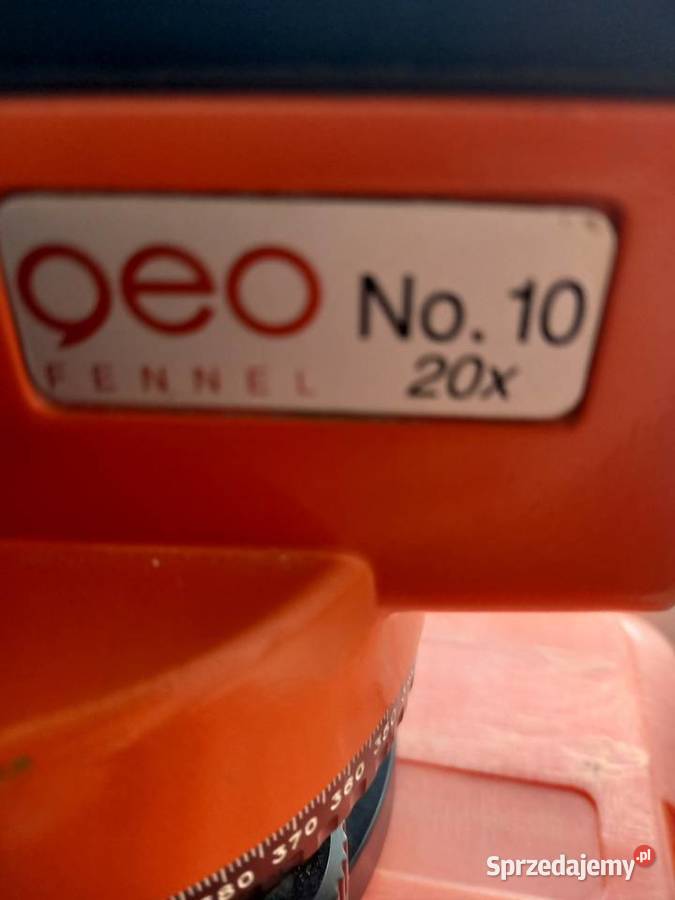 geo No. 10
FENNEL 20x
380 370 360
Sprzedajemy.pl